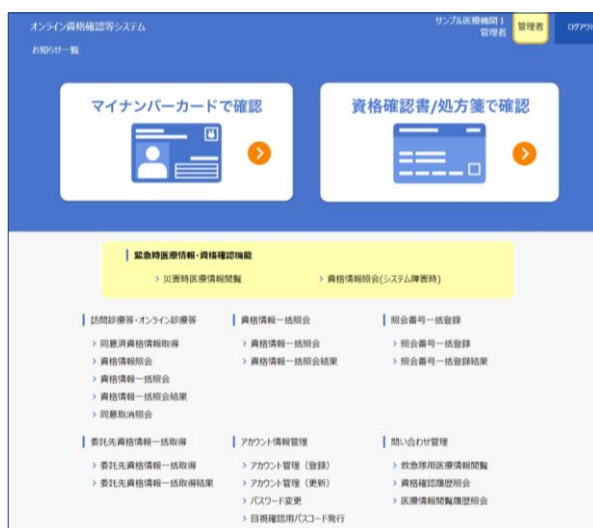 オンライン資格確認等システム
サンプル医療機関1
管理者
管理者
ログアウト
お知らせ一覧
マイナンバーカードで確認
資格確認書/処方箋で確認
緊急時医療情報・資格確認機能
災害時医療情報閲覧
資格情報照会(システム障害時)
訪問診療等・オンライン診療等
同意済資格情報取得
資格情報照会
資格情報一括照会
資格情報一括照会結果
同意取消照会
資格情報一括照会
資格情報一括照会
資格情報一括照会結果
照会番号一括登録
照会番号一括登録
照会番号一括登録結果
委託先資格情報一括取得
委託先資格情報一括取得
委託先資格情報一括取得結果
アカウント情報管理
アカウント管理（登録）
アカウント管理（更新）
パスワード変更
目視確認用パスコード発行
問い合わせ管理
救急隊用医療情報閲覧
資格確認履歴照会
医療情報閲覧履歴照会